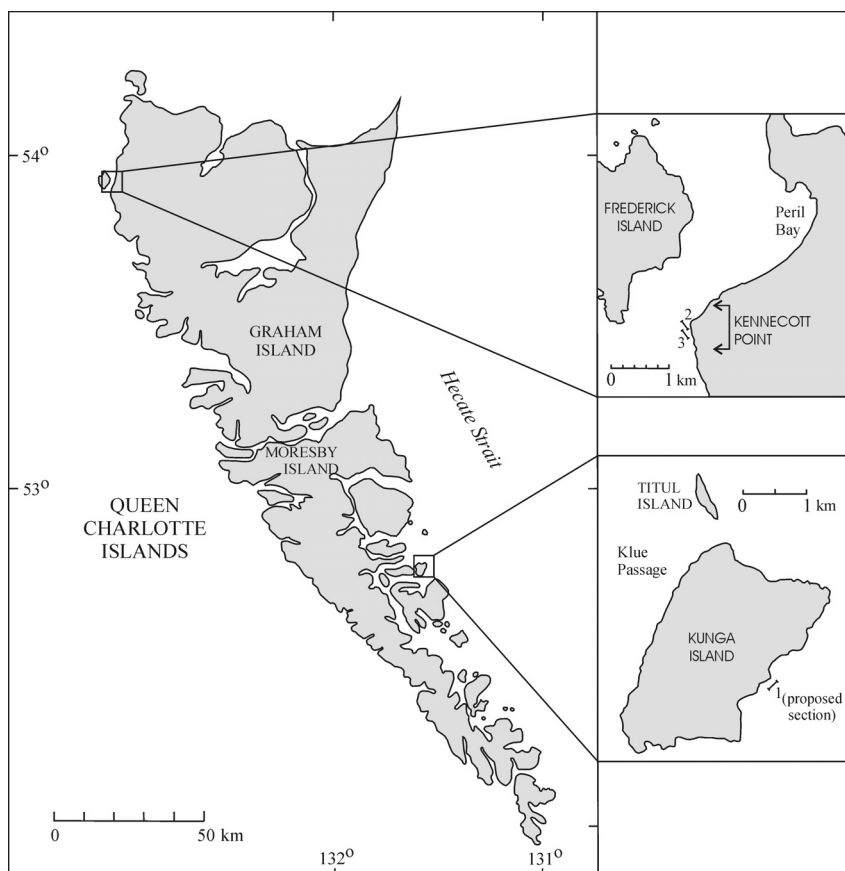 54°
53°
132°
131°
GRAHAM
ISLAND
MORESBY
ISLAND
Hecate Strait
QUEEN
CHARLOTTE
ISLANDS
0
50 km
FREDERICK
ISLAND
Peril
Bay
2
3
KENNECOTT
POINT
0
1 km
TITUL
ISLAND
0
1 km
Klue
Passage
KUNGA
ISLAND
1
(proposed
section)